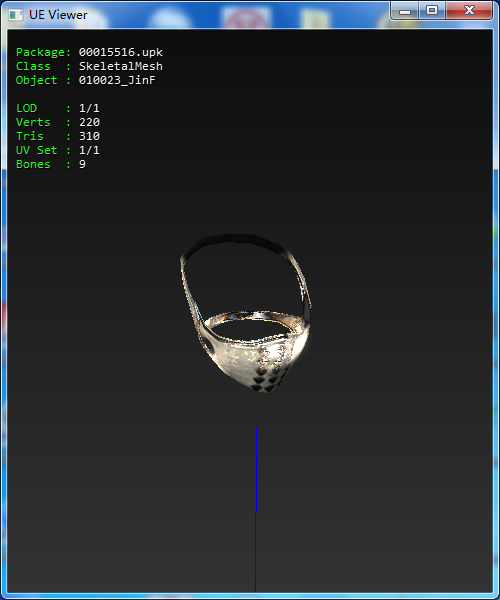 UE Viewer
Package: 00015516.upk
Class : SkeletalMesh
Object : 010023_JinF
LOD : 1/1
Verts : 220
Tris : 310
UV Set : 1/1
Bones : 9